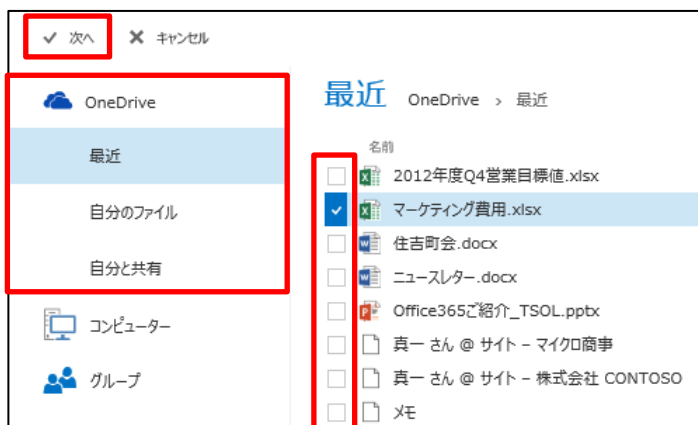 次へ キャンセル
OneDrive
最近
自分のファイル
自分と共有
コンピューター
グループ
最近 OneDrive › 最近
名前
2012年度Q4営業目標値.xlsx
マーケティング費用.xlsx
住吉町会.docx
ニュースレター.docx
Office365ご紹介_TSOL.pptx
真一 さん @ サイト – マイクロ商事
真一 さん @ サイト – 株式会社 CONTOSO
メモ